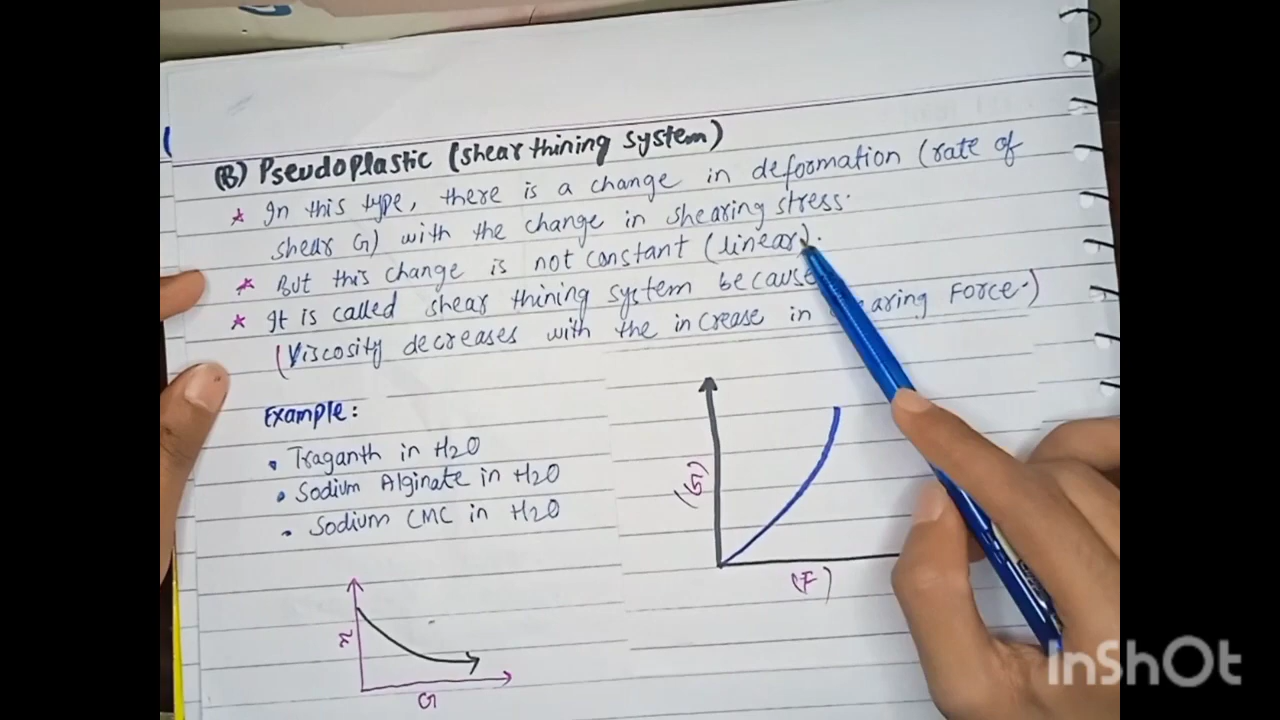 (B) Pseudoplastic (shear thining system)
* In this type, there is a change in deformation (rate of
shear G) with the change in shearing stress.
* But this change is not constant (linear).
* It is called shear thining system because
(Viscosity decreases with the increase in aring Force.)
Example:
• Traganth in H2O
• Sodium Alginate in H2O
• Sodium CMC in H2O
(G)
(F)
η
G
InShOt